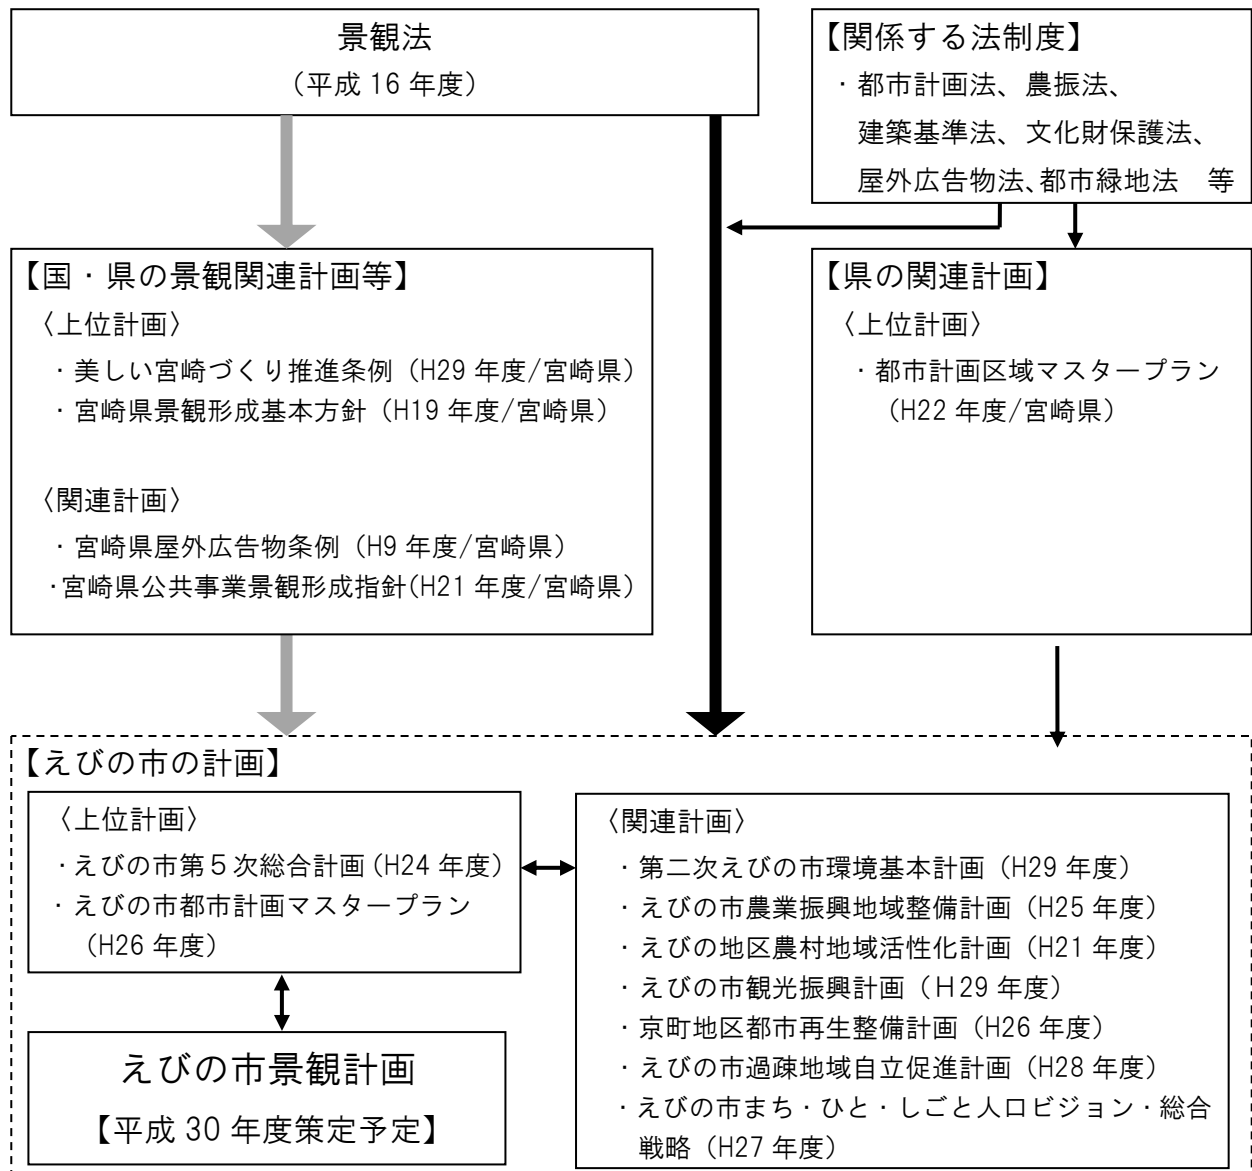 景観法
（平成 16 年度）
【関係する法制度】
・都市計画法、農振法、
建築基準法、文化財保護法、
屋外広告物法、都市緑地法　等
【国・県の景観関連計画等】
〈上位計画〉
・美しい宮崎づくり推進条例（H29 年度/宮崎県）
・宮崎県景観形成基本方針（H19 年度/宮崎県）
〈関連計画〉
・宮崎県屋外広告物条例（H9 年度/宮崎県）
・宮崎県公共事業景観形成指針(H21 年度/宮崎県）
【県の関連計画】
〈上位計画〉
・都市計画区域マスタープラン
（H22 年度/宮崎県）
【えびの市の計画】
〈上位計画〉
・えびの市第５次総合計画（H24 年度）
・えびの市都市計画マスタープラン
（H26 年度）
えびの市景観計画
【平成 30 年度策定予定】
〈関連計画〉
・第二次えびの市環境基本計画（H29 年度）
・えびの市農業振興地域整備計画（H25 年度）
・えびの地区農村地域活性化計画（H21 年度）
・えびの市観光振興計画（Ｈ29 年度）
・京町地区都市再生整備計画（H26 年度）
・えびの市過疎地域自立促進計画（H28 年度）
・えびの市まち・ひと・しごと人口ビジョン・総合
戦略（H27 年度）